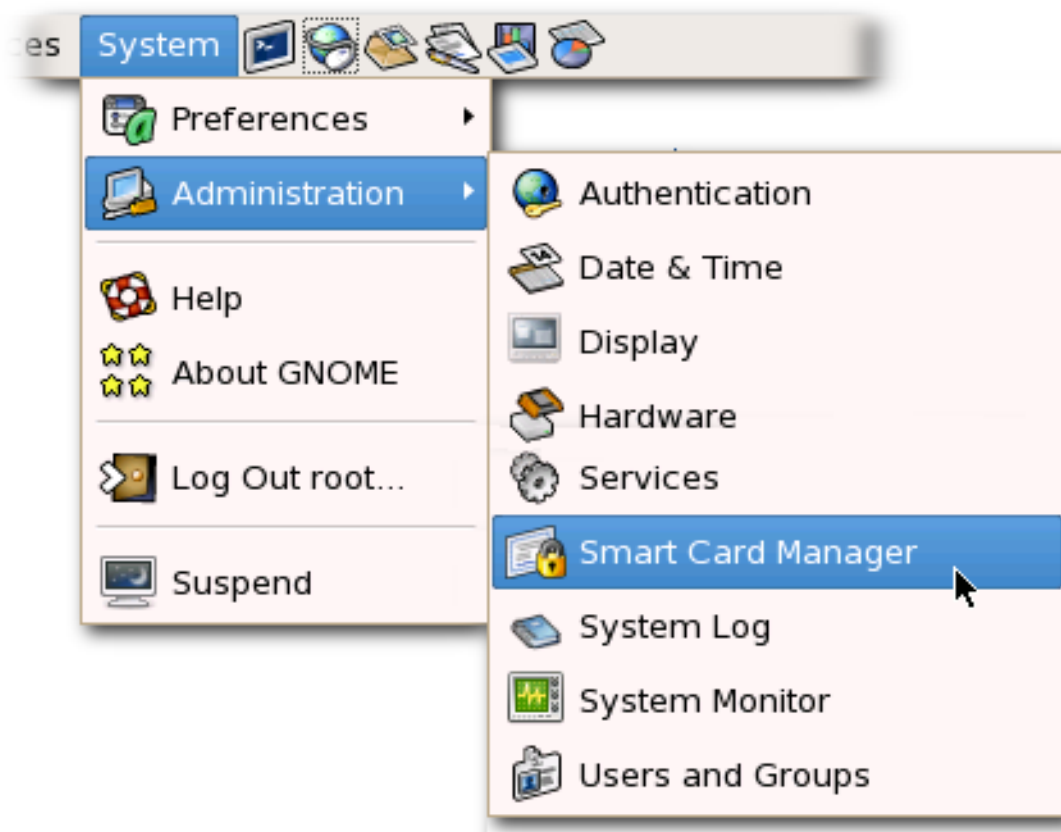 es
System
Preferences
Administration
Help
About GNOME
Log Out root...
Suspend
Authentication
Date & Time
Display
Hardware
Services
Smart Card Manager
System Log
System Monitor
Users and Groups